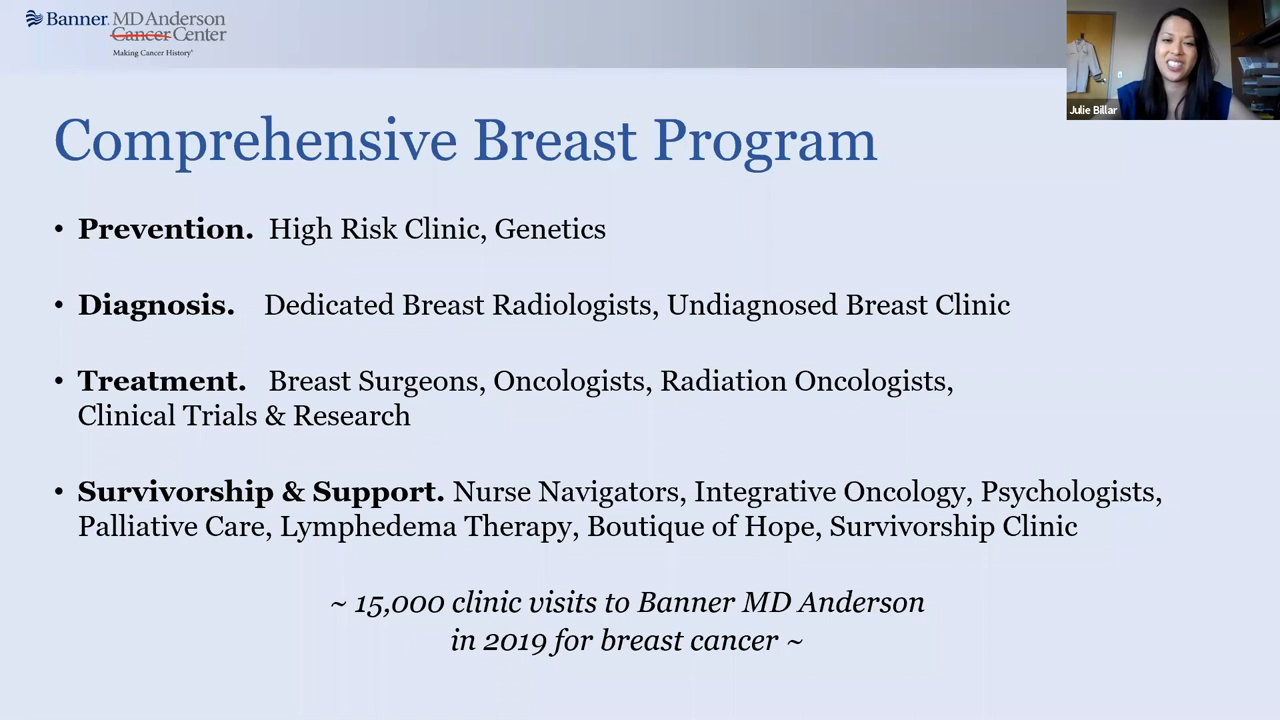 Banner MD Anderson
Cancer Center
Making Cancer History®
Julie Billar
Comprehensive Breast Program
• Prevention. High Risk Clinic, Genetics
• Diagnosis. Dedicated Breast Radiologists, Undiagnosed Breast Clinic
• Treatment. Breast Surgeons, Oncologists, Radiation Oncologists,
Clinical Trials & Research
• Survivorship & Support. Nurse Navigators, Integrative Oncology, Psychologists,
Palliative Care, Lymphedema Therapy, Boutique of Hope, Survivorship Clinic
~ 15,000 clinic visits to Banner MD Anderson
in 2019 for breast cancer ~